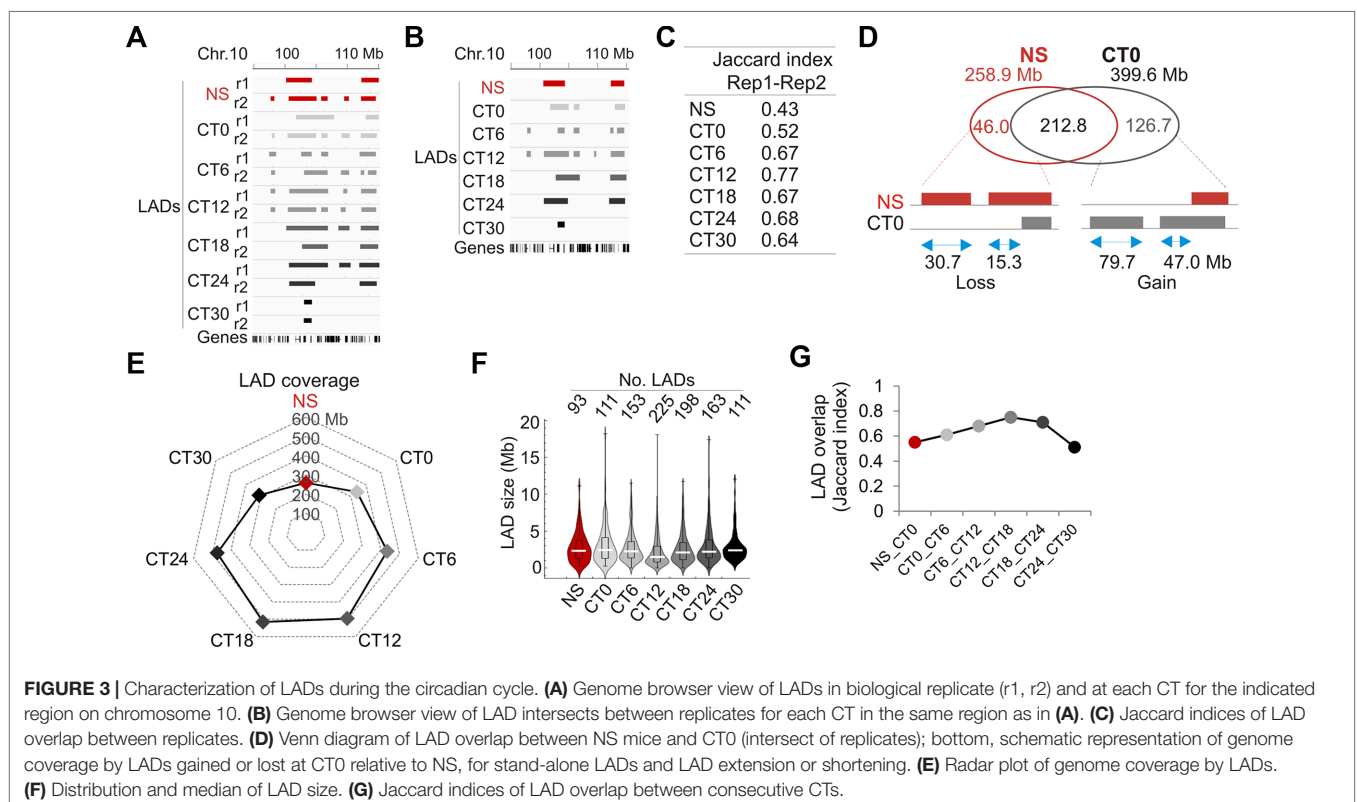 A
Chr.10 100 110 Mb
LADs
NS r1
r2
CT0 r1
r2
CT6 r1
r2
CT12 r1
r2
CT18 r1
r2
CT24 r1
r2
CT30 r1
r2
Genes
B
Chr.10 100 110 Mb
LADs
NS
CT0
CT6
CT12
CT18
CT24
CT30
Genes
C
Jaccard index
Rep1-Rep2
NS 0.43
CT0 0.52
CT6 0.67
CT12 0.77
CT18 0.67
CT24 0.68
CT30 0.64
D
NS CT0
258.9 Mb 399.6 Mb
46.0 212.8 126.7
NS
CT0
30.7 15.3 79.7 47.0 Mb
Loss Gain
E
LAD coverage
NS
600 Mb
500
400
300
200
100
CT0
CT6
CT12
CT18
CT24
CT30
F
No. LADs
93 111 153 225 198 163 111
LAD size (Mb)
20
15
10
5
0
NS CT0 CT6 CT12 CT18 CT24 CT30
G
LAD overlap
(Jaccard index)
1
0.8
0.6
0.4
0.2
0
NS_CT0 CT0_CT6 CT6_CT12 CT12_CT18 CT18_CT24 CT24_CT30
FIGURE 3 | Characterization of LADs during the circadian cycle. (A) Genome browser view of LADs in biological replicate (r1, r2) and at each CT for the indicated
region on chromosome 10. (B) Genome browser view of LAD intersects between replicates for each CT in the same region as in (A). (C) Jaccard indices of LAD
overlap between replicates. (D) Venn diagram of LAD overlap between NS mice and CT0 (intersect of replicates); bottom, schematic representation of genome
coverage by LADs gained or lost at CT0 relative to NS, for stand-alone LADs and LAD extension or shortening. (E) Radar plot of genome coverage by LADs.
(F) Distribution and median of LAD size. (G) Jaccard indices of LAD overlap between consecutive CTs.